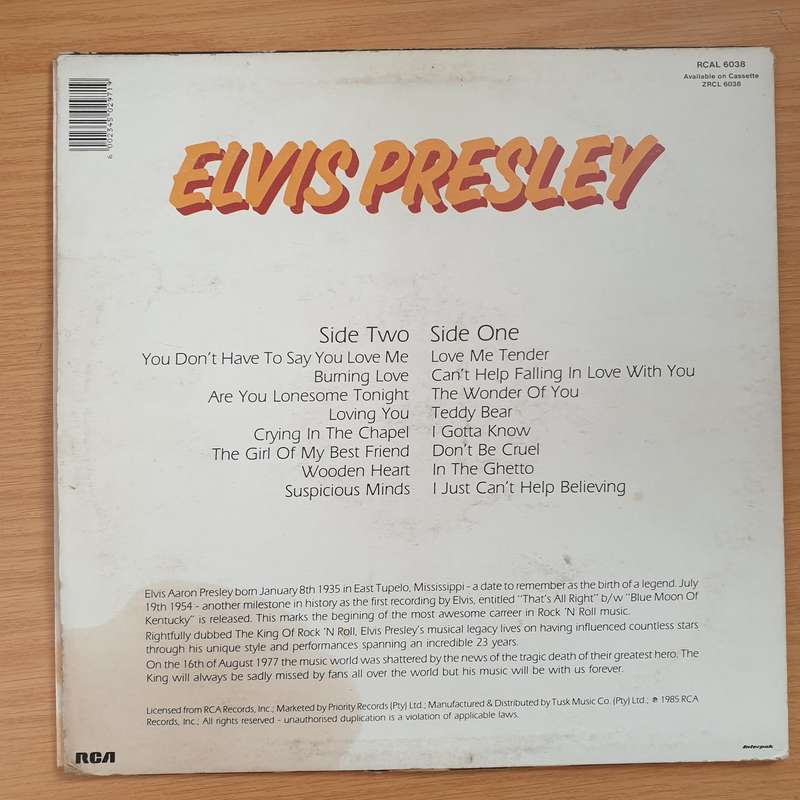 RCAL 6038
Available on Cassette
ZRCL 6038
6 002345 029719
ELVIS PRESLEY
Side Two
You Don't Have To Say You Love Me
Burning Love
Are You Lonesome Tonight
Loving You
Crying In The Chapel
The Girl Of My Best Friend
Wooden Heart
Suspicious Minds
Side One
Love Me Tender
Can't Help Falling In Love With You
The Wonder Of You
Teddy Bear
I Gotta Know
Don't Be Cruel
In The Ghetto
I Just Can't Help Believing
Elvis Aaron Presley born January 8th 1935 in East Tupelo, Mississippi - a date to remember as the birth of a legend. July
19th 1954 - another milestone in history as the first recording by Elvis, entitled "That's All Right" b/w "Blue Moon Of
Kentucky" is released. This marks the begining of the most awesome carreer in Rock 'N Roll music.
Rightfully dubbed The King Of Rock 'N Roll, Elvis Presley's musical legacy lives on having influenced countless stars
through his unique style and performances spanning an incredible 23 years.
On the 16th of August 1977 the music world was shattered by the news of the tragic death of their greatest hero. The
King will always be sadly missed by fans all over the world but his music will be with us forever.
Licensed from RCA Records, Inc.; Marketed by Priority Records (Pty) Ltd.; Manufactured & Distributed by Tusk Music Co. (Pty) Ltd.; ℗ 1985 RCA
Records, Inc.; All rights reserved - unauthorised duplication is a violation of applicable laws.
RCA
Interpak